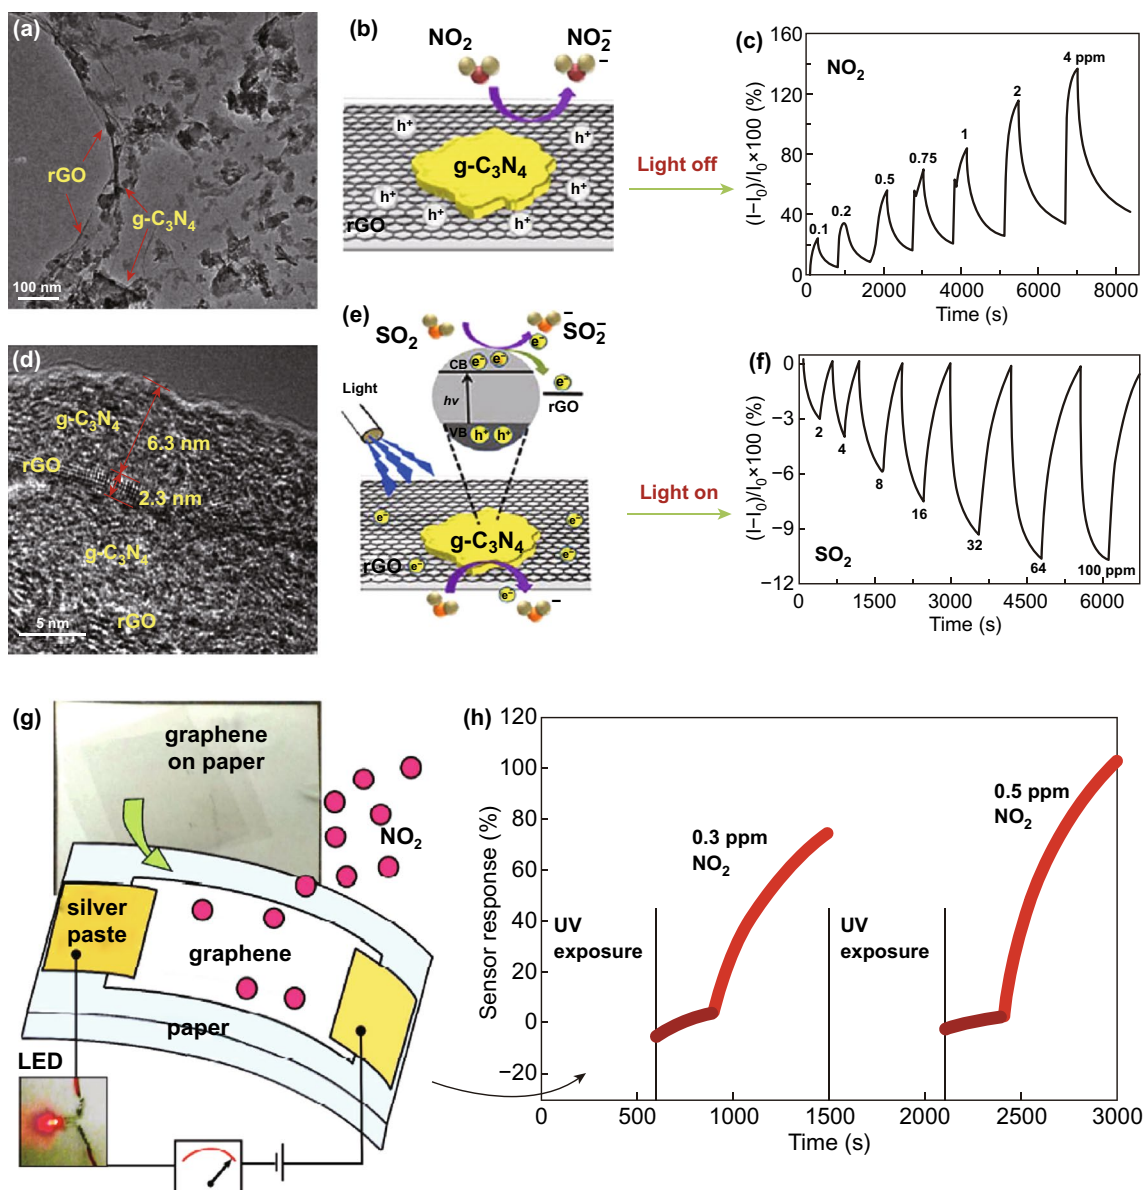 (a)
rGO
g-C₃N₄
100 nm
(b)
NO₂
NO₂⁻
h⁺
h⁺
h⁺
h⁺
h⁺
h⁺
g-C₃N₄
rGO
Light off
(c)
NO₂
4 ppm
2
1
0.75
0.5
0.2
0.1
160
120
80
40
0
(I−I₀)/I₀×100 (%)
0
2000
4000
6000
8000
Time (s)
(d)
g-C₃N₄
6.3 nm
rGO
2.3 nm
g-C₃N₄
rGO
5 nm
(e)
SO₂
SO₂⁻
e⁻
CB
e⁻
e⁻
e⁻
rGO
hv
VB
h⁺
h⁺
Light
e⁻
e⁻
e⁻
g-C₃N₄
rGO
e⁻
e⁻
e⁻
Light on
(f)
0
−3
−6
−9
−12
(I−I₀)/I₀×100 (%)
2
4
8
16
32
64
100 ppm
SO₂
0
1500
3000
4500
6000
Time (s)
(g)
graphene
on paper
NO₂
silver
paste
graphene
paper
LED
(h)
120
100
80
60
40
20
0
−20
Sensor response (%)
UV
exposure
0.3 ppm
NO₂
UV
exposure
0.5 ppm
NO₂
0
500
1000
1500
2000
2500
3000
Time (s)